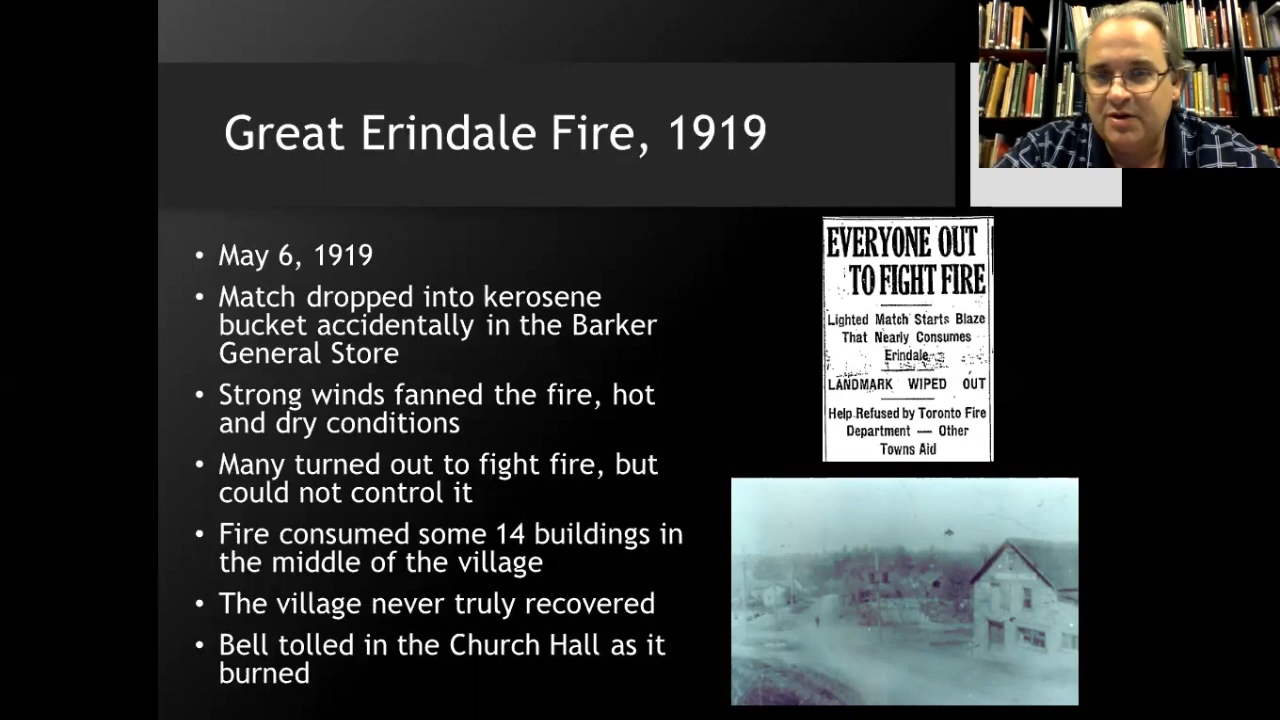 Great Erindale Fire, 1919
• May 6, 1919
• Match dropped into kerosene
bucket accidentally in the Barker
General Store
• Strong winds fanned the fire, hot
and dry conditions
• Many turned out to fight fire, but
could not control it
• Fire consumed some 14 buildings in
the middle of the village
• The village never truly recovered
• Bell tolled in the Church Hall as it
burned
EVERYONE OUT
TO FIGHT FIRE
Lighted Match Starts Blaze
That Nearly Consumes
Erindale
LANDMARK WIPED OUT
Help Refused by Toronto Fire
Department — Other
Towns Aid